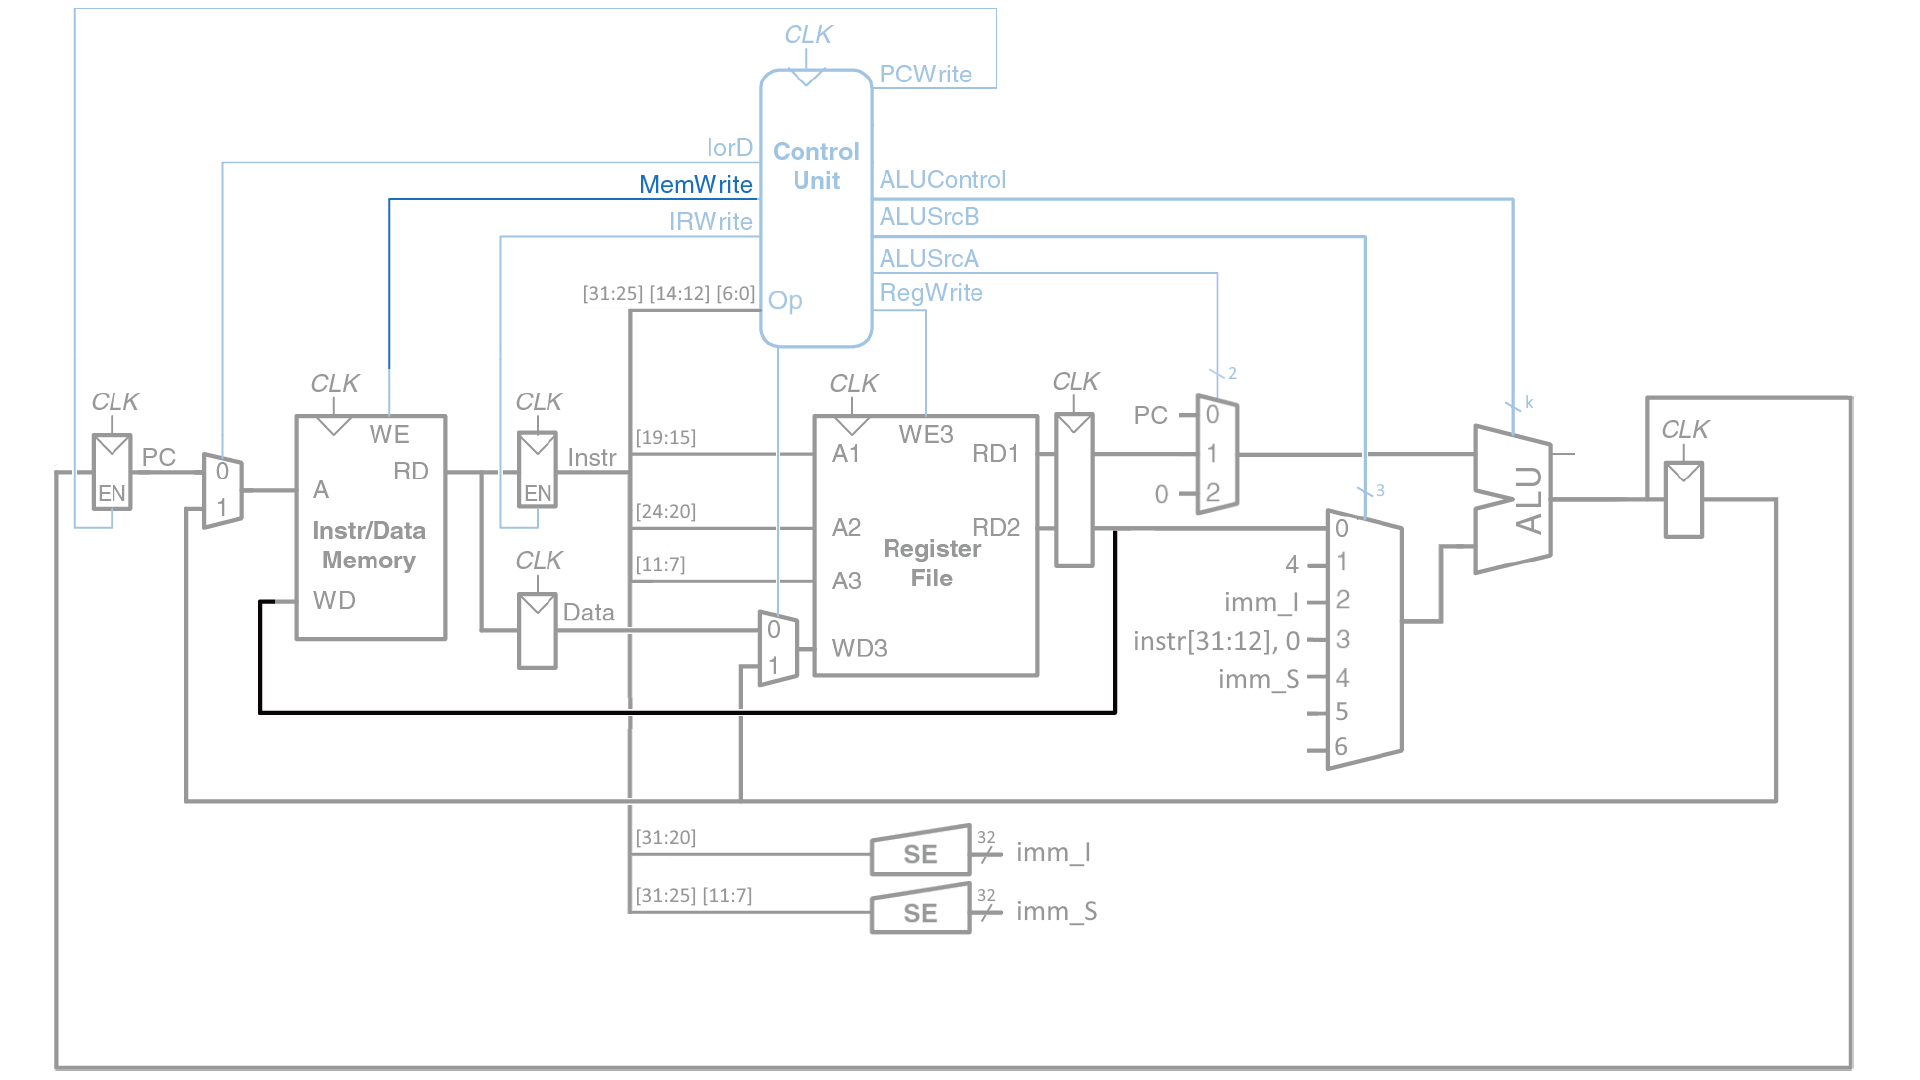 CLK
PCWrite
IorD
Control
Unit
MemWrite
ALUControl
IRWrite
ALUSrcB
ALUSrcA
[31:25] [14:12] [6:0]
Op
RegWrite
CLK
CLK
CLK
CLK
CLK
2
k
CLK
PC
EN
0
1
WE
RD
A
Instr/Data
Memory
WD
Instr
EN
CLK
Data
[19:15]
[24:20]
[11:7]
0
1
WE3
A1
RD1
A2
RD2
Register
File
A3
WD3
PC
0
1
0
2
3
0
4
1
imm_I
2
instr[31:12], 0
3
imm_S
4
5
6
ALU
[31:20]
SE
32
imm_I
[31:25] [11:7]
SE
32
imm_S